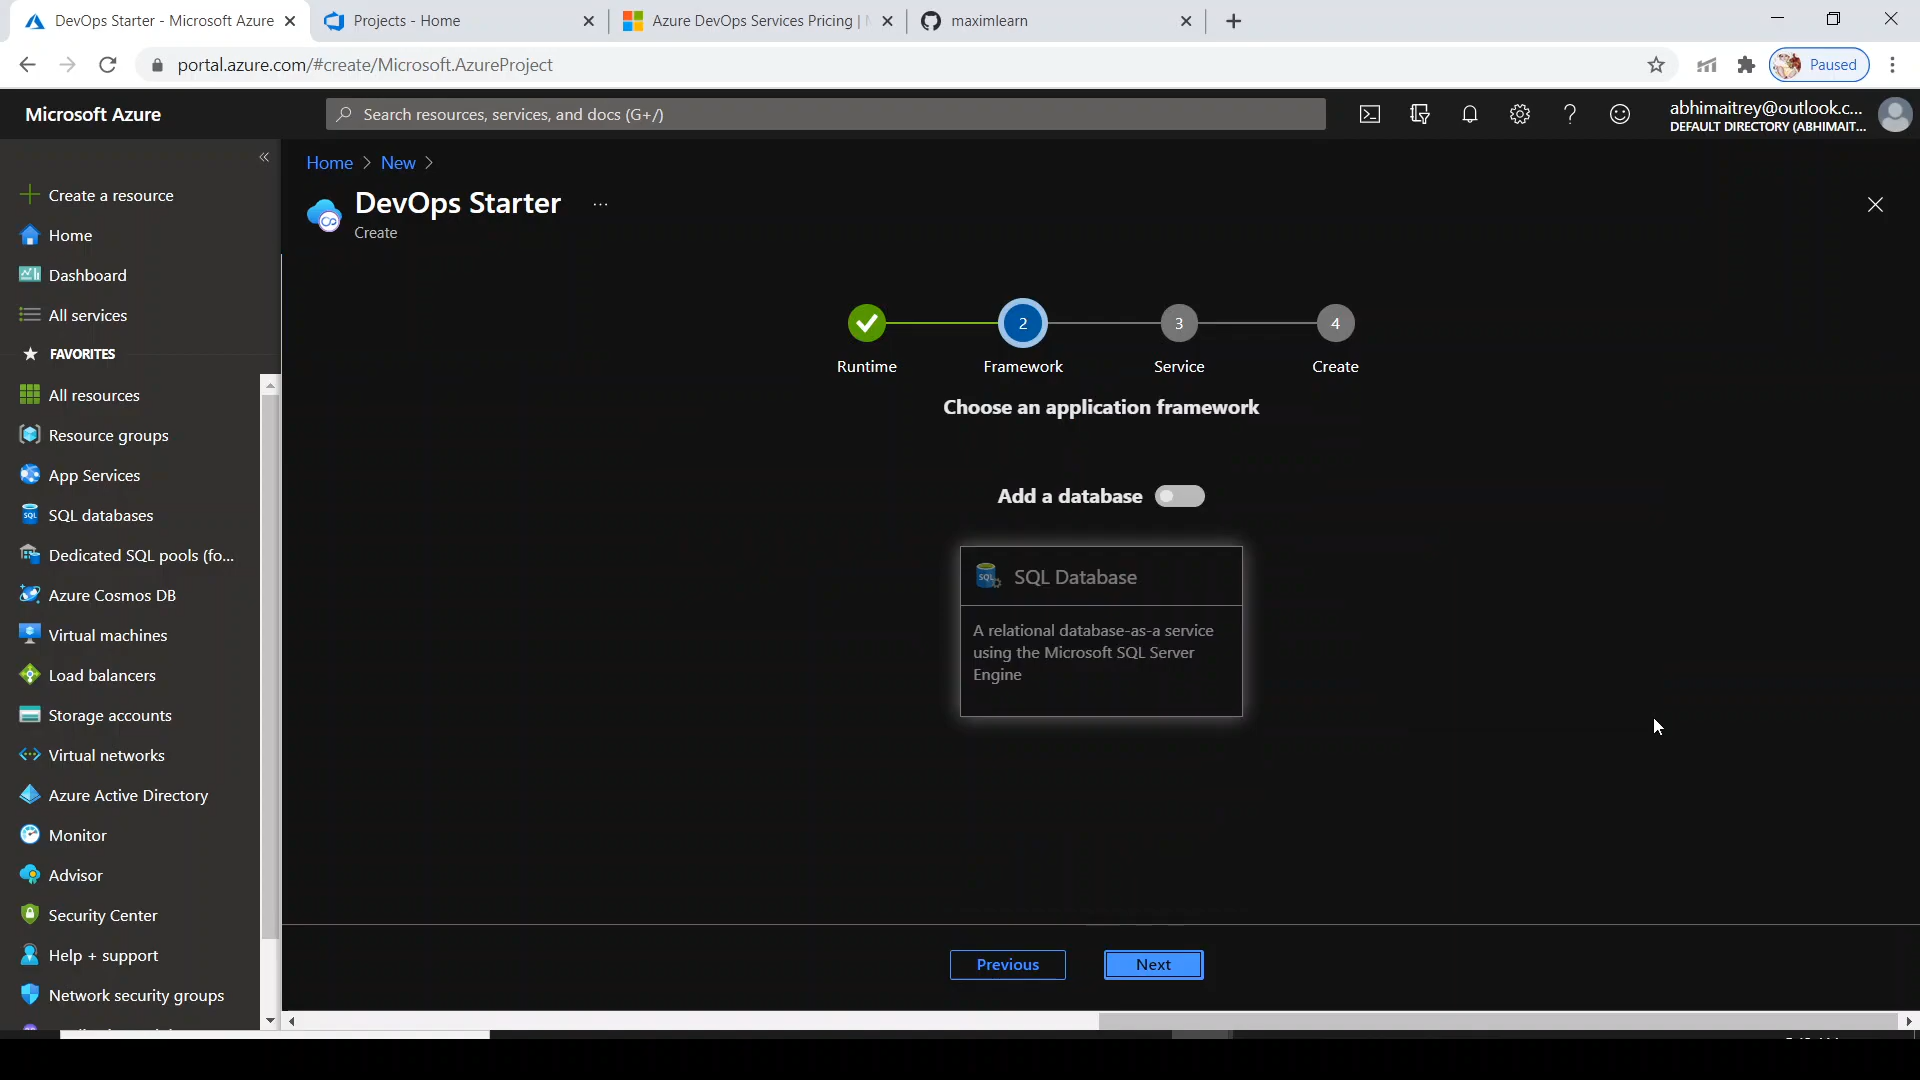 DevOps Starter - Microsoft Azure
Projects - Home
Azure DevOps Services Pricing |
maximlearn
portal.azure.com/#create/Microsoft.AzureProject
Paused
Microsoft Azure
Search resources, services, and docs (G+/)
abhimaitrey@outlook.c...
DEFAULT DIRECTORY (ABHIMAIT...
Home > New >
DevOps Starter ...
Create
Create a resource
Home
Dashboard
All services
FAVORITES
All resources
Resource groups
App Services
SQL databases
Dedicated SQL pools (fo...
Azure Cosmos DB
Virtual machines
Load balancers
Storage accounts
Virtual networks
Azure Active Directory
Monitor
Advisor
Security Center
Help + support
Network security groups
2
3
4
Runtime
Framework
Service
Create
Choose an application framework
Add a database
SQL
SQL Database
A relational database-as-a service
using the Microsoft SQL Server
Engine
Previous
Next